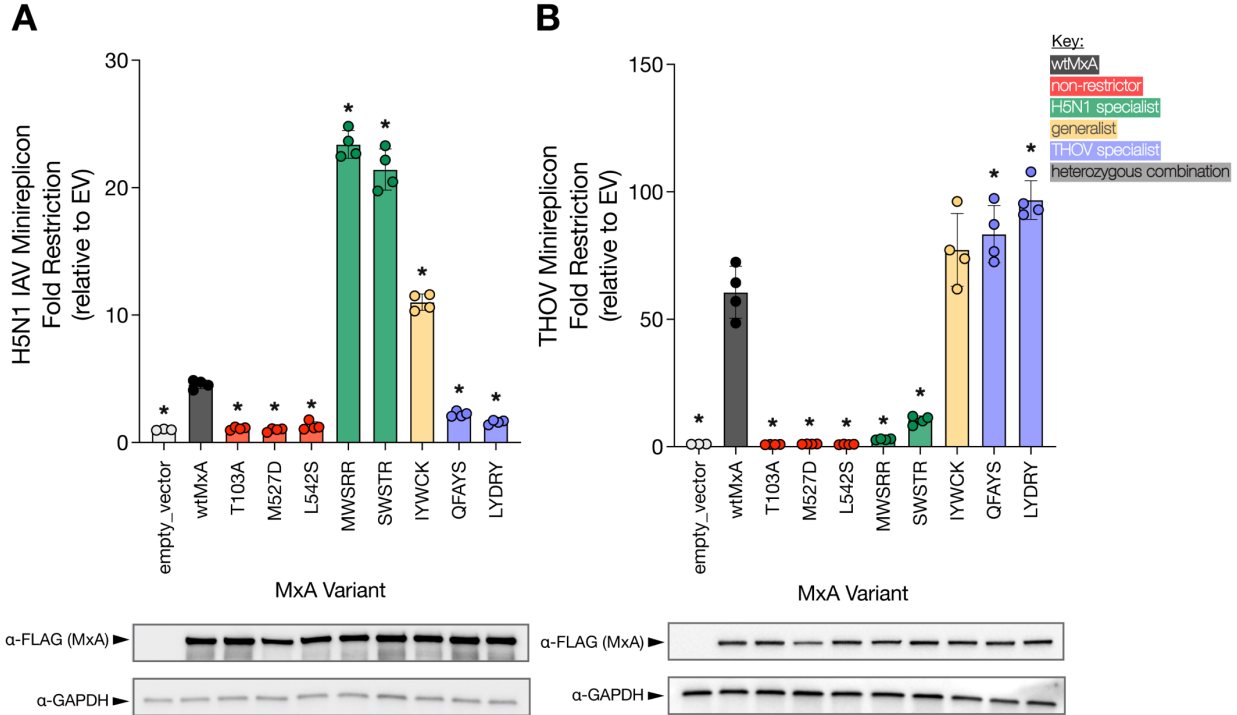 A
H5N1 IAV Minireplicon
Fold Restriction
(relative to EV)
30
20
10
0
*
*
*
*
*
*
*
*
*
empty_vector
wtMxA
T103A
M527D
L542S
MWSRR
SWSTR
IYWCK
QFAYS
LYDRY
MxA Variant
α-FLAG (MxA)
α-GAPDH
B
THOV Minireplicon
Fold Restriction
(relative to EV)
150
100
50
0
*
*
*
*
*
*
*
*
empty_vector
wtMxA
T103A
M527D
L542S
MWSRR
SWSTR
IYWCK
QFAYS
LYDRY
MxA Variant
α-FLAG (MxA)
α-GAPDH
Key:
wtMxA
non-restrictor
H5N1 specialist
generalist
THOV specialist
heterozygous combination